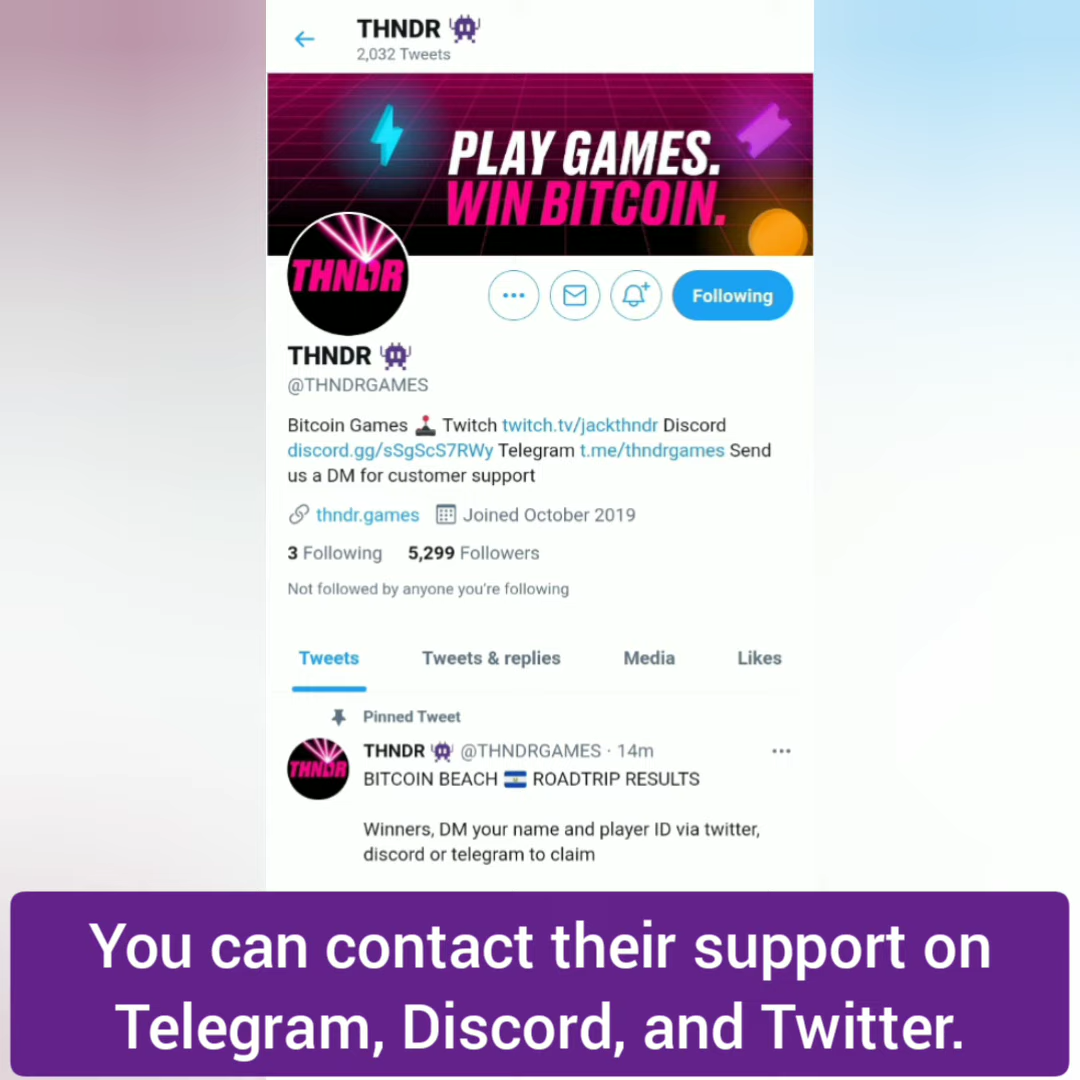 THNDR 👾
2,032 Tweets
PLAY GAMES.
WIN BITCOIN.
THNDR
Following
THNDR 👾
@THNDRGAMES
Bitcoin Games 🕹️ Twitch twitch.tv/jackthndr Discord
discord.gg/sSgScS7RWy Telegram t.me/thndrgames Send
us a DM for customer support
thndr.games Joined October 2019
3 Following 5,299 Followers
Not followed by anyone you're following
Tweets Tweets & replies Media Likes
Pinned Tweet
THNDR 👾 @THNDRGAMES · 14m
THNDR
BITCOIN BEACH 🇸🇻 ROADTRIP RESULTS
Winners, DM your name and player ID via twitter,
discord or telegram to claim
You can contact their support on
Telegram, Discord, and Twitter.